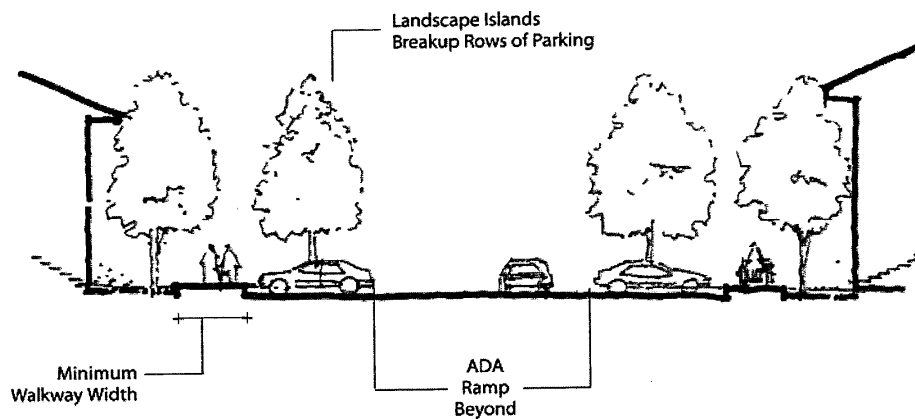 Landscape Islands
Breakup Rows of Parking
Minimum
Walkway Width
ADA
Ramp
Beyond